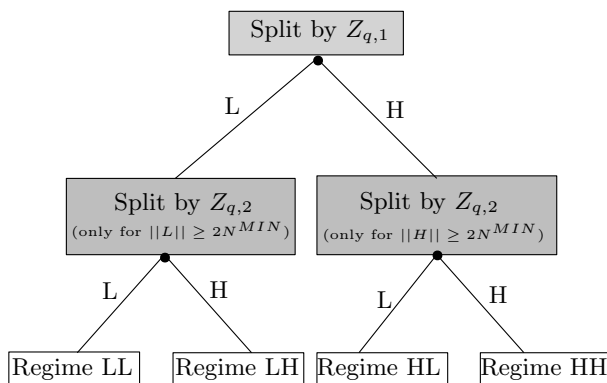 Split by Z_{q,1}
L
H
Split by Z_{q,2}
(only for ||L|| ≥ 2N^{MIN})
Split by Z_{q,2}
(only for ||H|| ≥ 2N^{MIN})
L
H
L
H
Regime LL
Regime LH
Regime HL
Regime HH